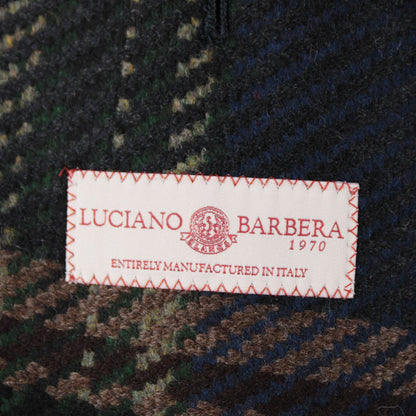 LUCIANO BARBERA
1970
ENTIRELY MANUFACTURED IN ITALY